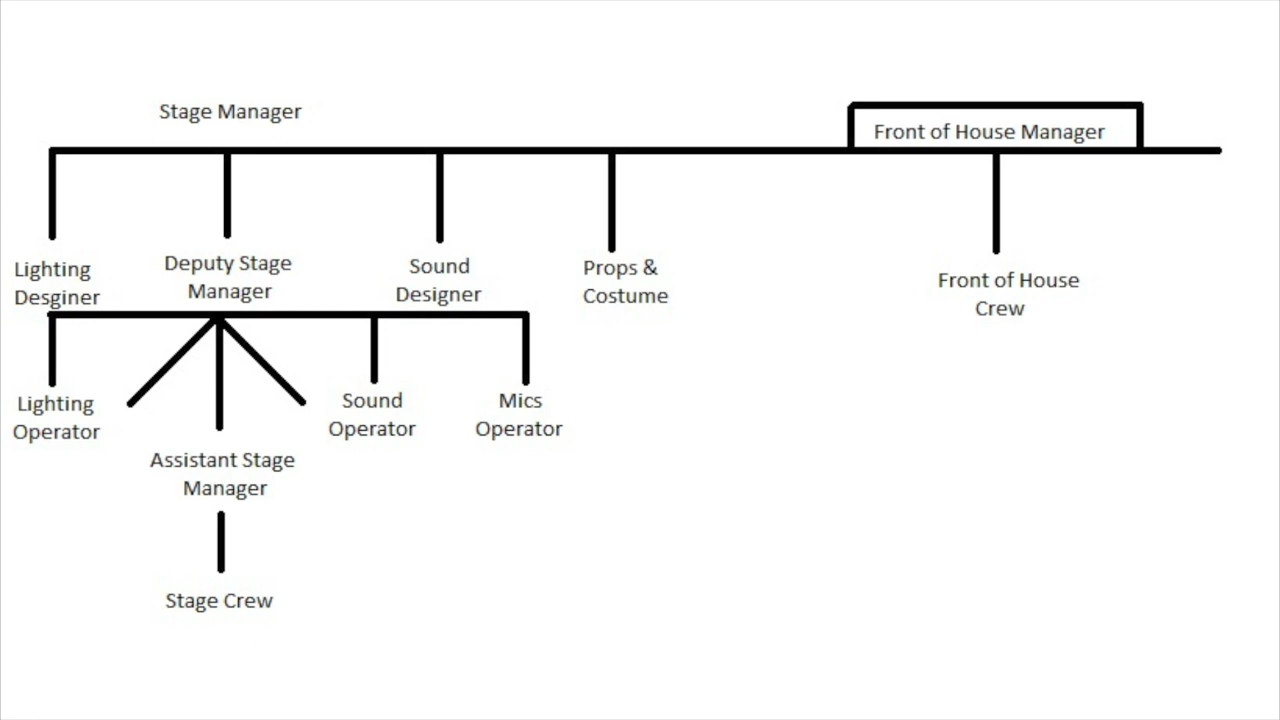 Stage Manager
Front of House Manager
Lighting
Desginer
Deputy Stage
Manager
Sound
Designer
Props &
Costume
Front of House
Crew
Lighting
Operator
Sound
Operator
Mics
Operator
Assistant Stage
Manager
Stage Crew